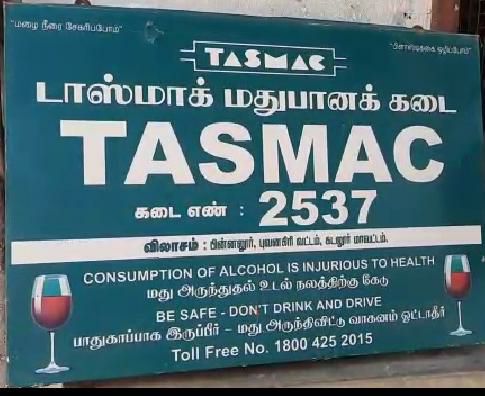 "மழை நீரை சேகரிப்போம்"
"பிளாஸ்டிக்கை ஒழிப்போம்"
TASMAC
டாஸ்மாக் மதுபானக் கடை
TASMAC
கடை எண் : 2537
விலாசம் : பின்னலூர், புவனகிரி வட்டம், கடலூர் மாவட்டம்.
CONSUMPTION OF ALCOHOL IS INJURIOUS TO HEALTH
மது அருந்துதல் உடல் நலத்திற்கு கேடு
BE SAFE - DON'T DRINK AND DRIVE
பாதுகாப்பாக இருப்பீர் – மது அருந்திவிட்டு வாகனம் ஓட்டாதீர்
Toll Free No. 1800 425 2015